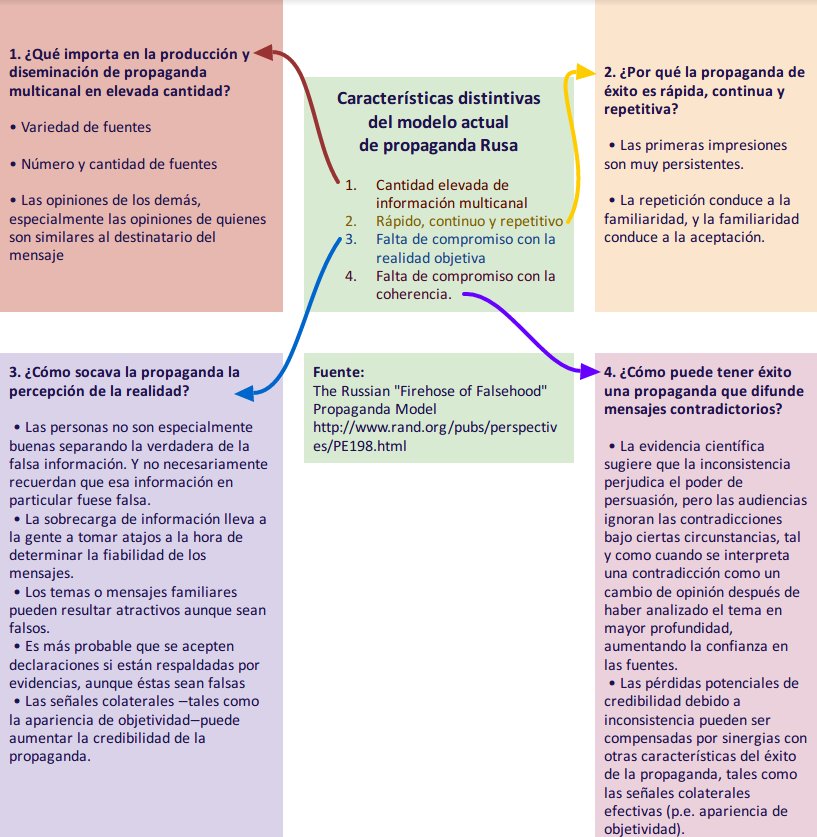 1. ¿Qué importa en la producción y
diseminación de propaganda
multicanal en elevada cantidad?
• Variedad de fuentes
• Número y cantidad de fuentes
• Las opiniones de los demás,
especialmente las opiniones de quienes
son similares al destinatario del
mensaje
Características distintivas
del modelo actual
de propaganda Rusa
1. Cantidad elevada de
información multicanal
2. Rápido, continuo y repetitivo
3. Falta de compromiso con la
realidad objetiva
4. Falta de compromiso con la
coherencia.
2. ¿Por qué la propaganda de
éxito es rápida, continua y
repetitiva?
• Las primeras impresiones
son muy persistentes.
• La repetición conduce a la
familiaridad, y la familiaridad
conduce a la aceptación.
3. ¿Cómo socava la propaganda la
percepción de la realidad?
• Las personas no son especialmente
buenas separando la verdadera de la
falsa información. Y no necesariamente
recuerdan que esa información en
particular fuese falsa.
• La sobrecarga de información lleva a
la gente a tomar atajos a la hora de
determinar la fiabilidad de los
mensajes.
• Los temas o mensajes familiares
pueden resultar atractivos aunque sean
falsos.
• Es más probable que se acepten
declaraciones si están respaldadas por
evidencias, aunque éstas sean falsas
• Las señales colaterales —tales como
la apariencia de objetividad—puede
aumentar la credibilidad de la
propaganda.
Fuente:
The Russian "Firehose of Falsehood"
Propaganda Model
http://www.rand.org/pubs/perspectiv
es/PE198.html
4. ¿Cómo puede tener éxito
una propaganda que difunde
mensajes contradictorios?
• La evidencia científica
sugiere que la inconsistencia
perjudica el poder de
persuasión, pero las audiencias
ignoran las contradicciones
bajo ciertas circunstancias, tal
y como cuando se interpreta
una contradicción como un
cambio de opinión después de
haber analizado el tema en
mayor profundidad,
aumentando la confianza en
las fuentes.
• Las pérdidas potenciales de
credibilidad debido a
inconsistencia pueden ser
compensadas por sinergias con
otras características del éxito
de la propaganda, tales como
las señales colaterales
efectivas (p.e. apariencia de
objetividad).